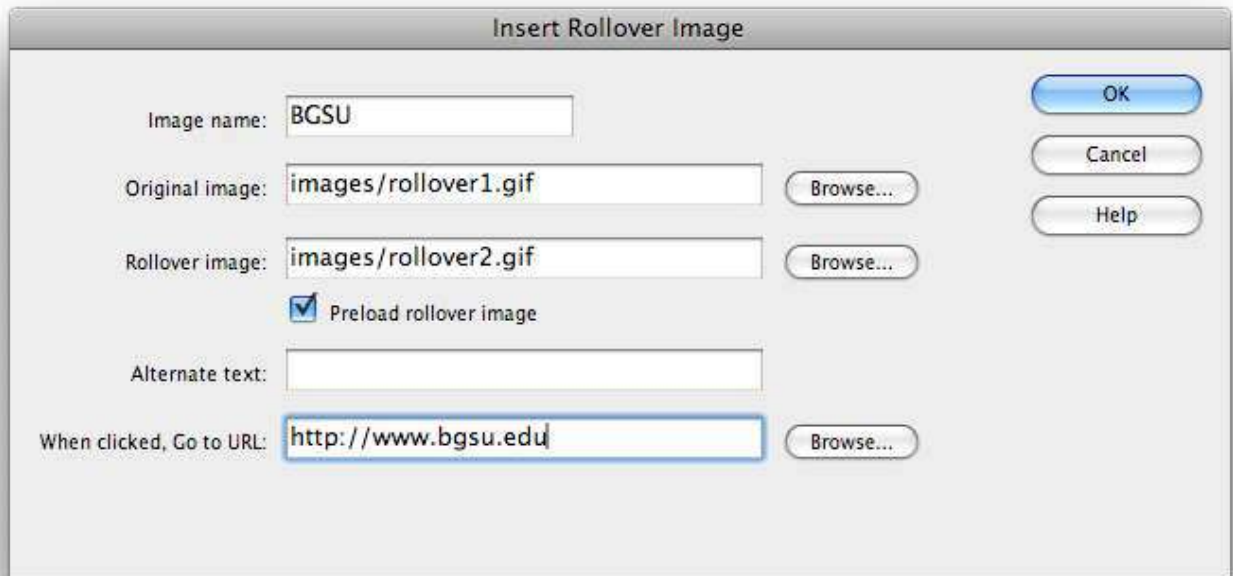 Insert Rollover Image
Image name: BGSU
OK
Cancel
Original image: images/rollover1.gif Browse...
Help
Rollover image: images/rollover2.gif Browse...
Preload rollover image
Alternate text:
When clicked, Go to URL: http://www.bgsu.edu Browse...